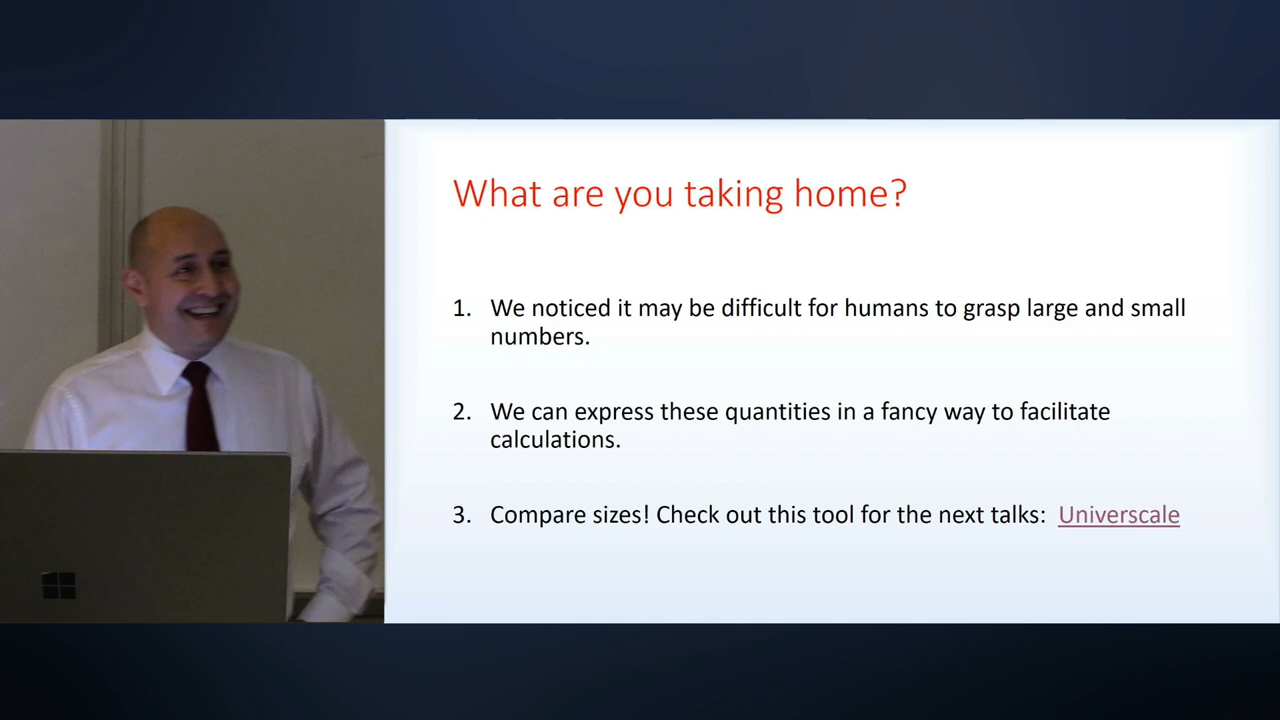 What are you taking home?
1. We noticed it may be difficult for humans to grasp large and small
numbers.
2. We can express these quantities in a fancy way to facilitate
calculations.
3. Compare sizes! Check out this tool for the next talks: Universcale